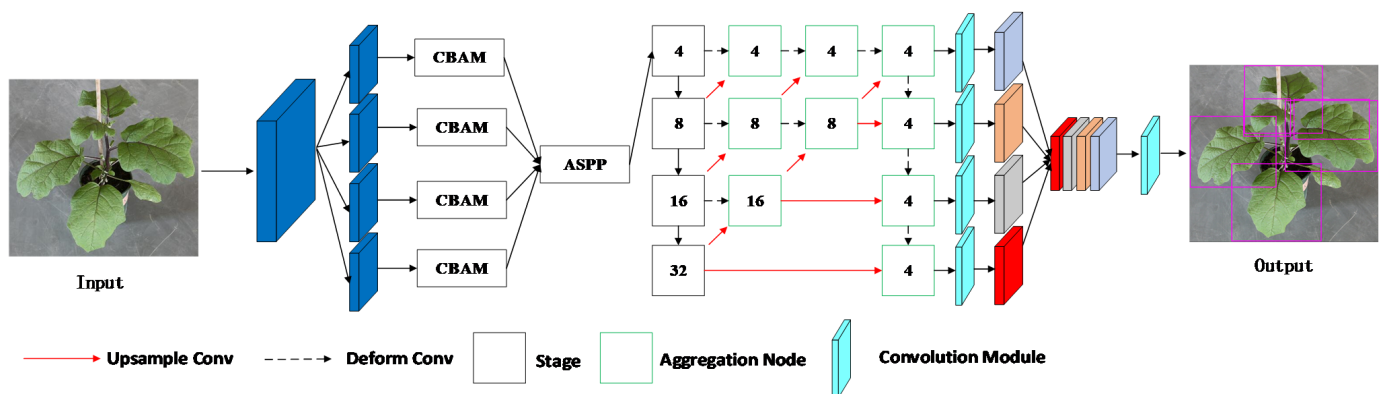 CBAM
CBAM
CBAM
CBAM
ASPP
4 4 4 4
8 8 8 4
16 16 4
32 4
Input
Output
Upsample Conv
Deform Conv
Stage
Aggregation Node
Convolution Module